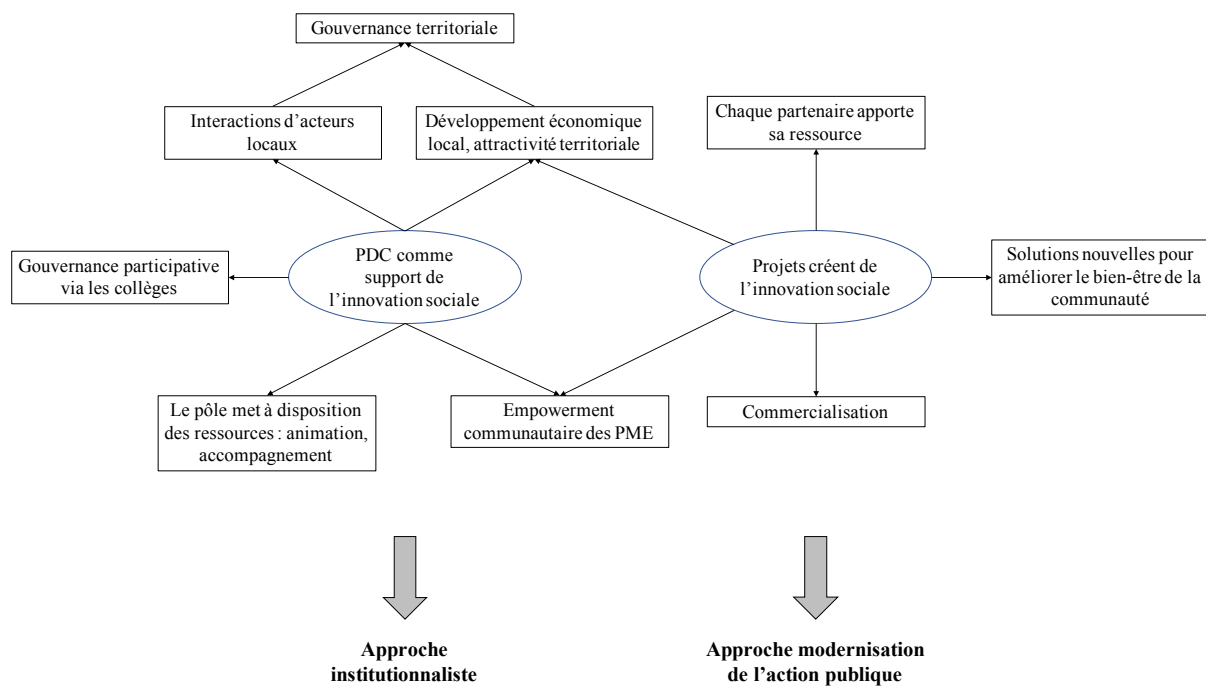 Gouvernance territoriale
Interactions d’acteurs
locaux
Développement économique
local, attractivité territoriale
Chaque partenaire apporte
sa ressource
Gouvernance participative
via les collèges
PDC comme
support de
l’innovation sociale
Projets créent de
l’innovation sociale
Solutions nouvelles pour
améliorer le bien-être de la
communauté
Le pôle met à disposition
des ressources : animation,
accompagnement
Empowerment
communautaire des PME
Commercialisation
Approche
institutionnaliste
Approche modernisation
de l’action publique